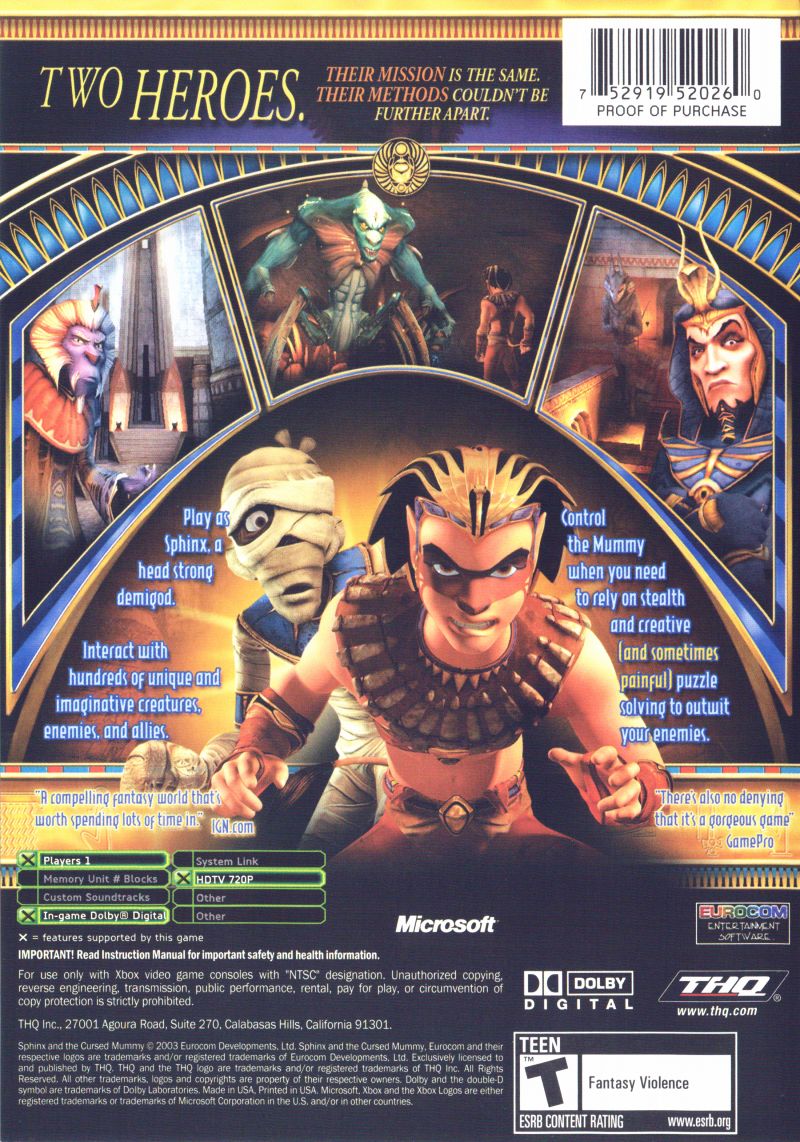 TWO HEROES.
THEIR MISSION IS THE SAME.
THEIR METHODS COULDN'T BE
FURTHER APART.
7 52919 52026 0
PROOF OF PURCHASE
Play as
Sphinx, a
head strong
demigod.
Interact with
hundreds of unique and
imaginative creatures,
enemies, and allies.
Control
the Mummy
when you need
to rely on stealth
and creative
(and sometimes
painful) puzzle
solving to outwit
your enemies.
"A compelling fantasy world that's
worth spending lots of time in." IGN.com
"There's also no denying
that it's a gorgeous game"
GamePro
Players 1
Memory Unit # Blocks
Custom Soundtracks
In-game Dolby® Digital
System Link
HDTV 720P
Other
Other
X = features supported by this game
Microsoft
EUROCOM
ENTERTAINMENT
SOFTWARE
IMPORTANT! Read Instruction Manual for important safety and health information.
For use only with Xbox video game consoles with "NTSC" designation. Unauthorized copying,
reverse engineering, transmission, public performance, rental, pay for play, or circumvention of
copy protection is strictly prohibited.
DOLBY
DIGITAL
THQ®
www.thq.com
THQ Inc., 27001 Agoura Road, Suite 270, Calabasas Hills, California 91301.
Sphinx and the Cursed Mummy © 2003 Eurocom Developments, Ltd. Sphinx and the Cursed Mummy, Eurocom and their
respective logos are trademarks and/or registered trademarks of Eurocom Developments, Ltd. Exclusively licensed to
and published by THQ. THQ and the THQ logo are trademarks and/or registered trademarks of THQ Inc. All Rights
Reserved. All other trademarks, logos and copyrights are property of their respective owners. Dolby and the double-D
symbol are trademarks of Dolby Laboratories. Made in USA. Printed in USA. Microsoft, Xbox and the Xbox Logos are either
registered trademarks or trademarks of Microsoft Corporation in the U.S. and/or in other countries.
TEEN
T™
Fantasy Violence
ESRB CONTENT RATING www.esrb.org